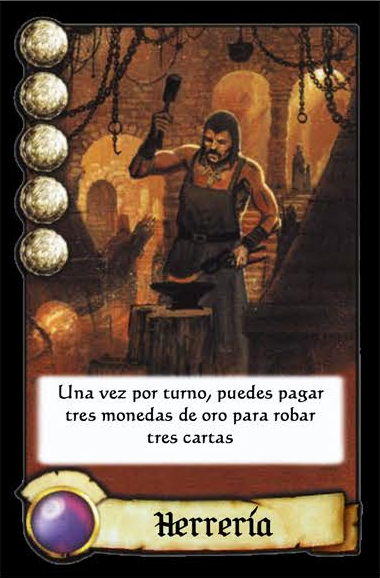 Una vez por turno, puedes pagar
tres monedas de oro para robar
tres cartas
Herrería